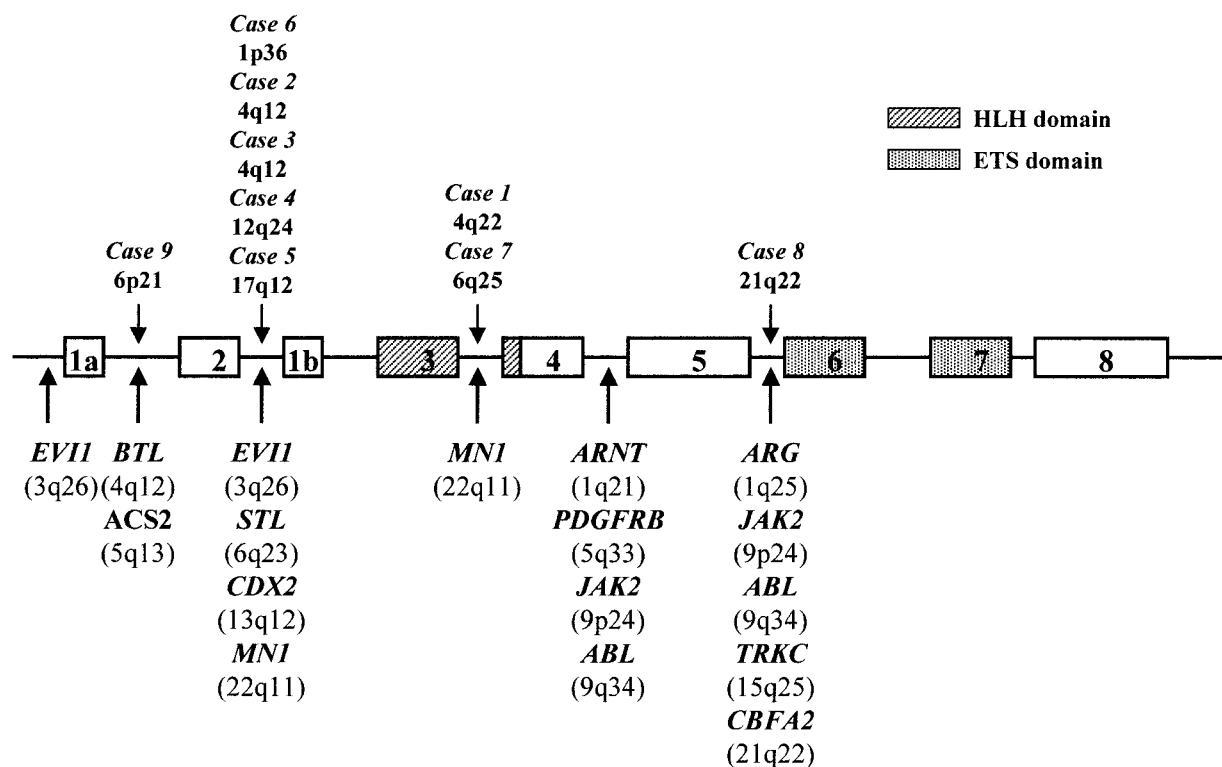 Case 6
1p36
Case 2
4q12
Case 3
4q12
Case 4
12q24
Case 5
17q12
Case 9
6p21
Case 1
4q22
Case 7
6q25
Case 8
21q22
HLH domain
ETS domain
1a 2 1b 3 4 5 6 7 8
EVI1
(3q26)
BTL
(4q12)
ACS2
(5q13)
EVI1
(3q26)
STL
(6q23)
CDX2
(13q12)
MN1
(22q11)
MN1
(22q11)
ARNT
(1q21)
PDGFRB
(5q33)
JAK2
(9p24)
ABL
(9q34)
ARG
(1q25)
JAK2
(9p24)
ABL
(9q34)
TRKC
(15q25)
CBFA2
(21q22)